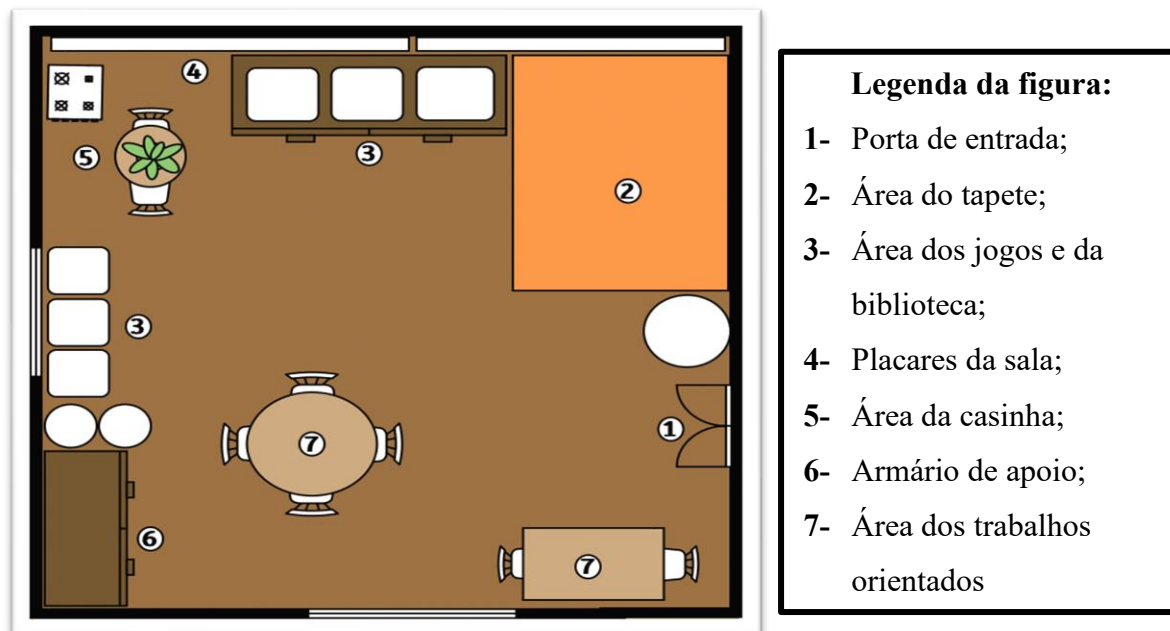 4
3
5
2
3
1
7
6
7
Legenda da figura:
1- Porta de entrada;
2- Área do tapete;
3- Área dos jogos e da
biblioteca;
4- Placares da sala;
5- Área da casinha;
6- Armário de apoio;
7- Área dos trabalhos
orientados